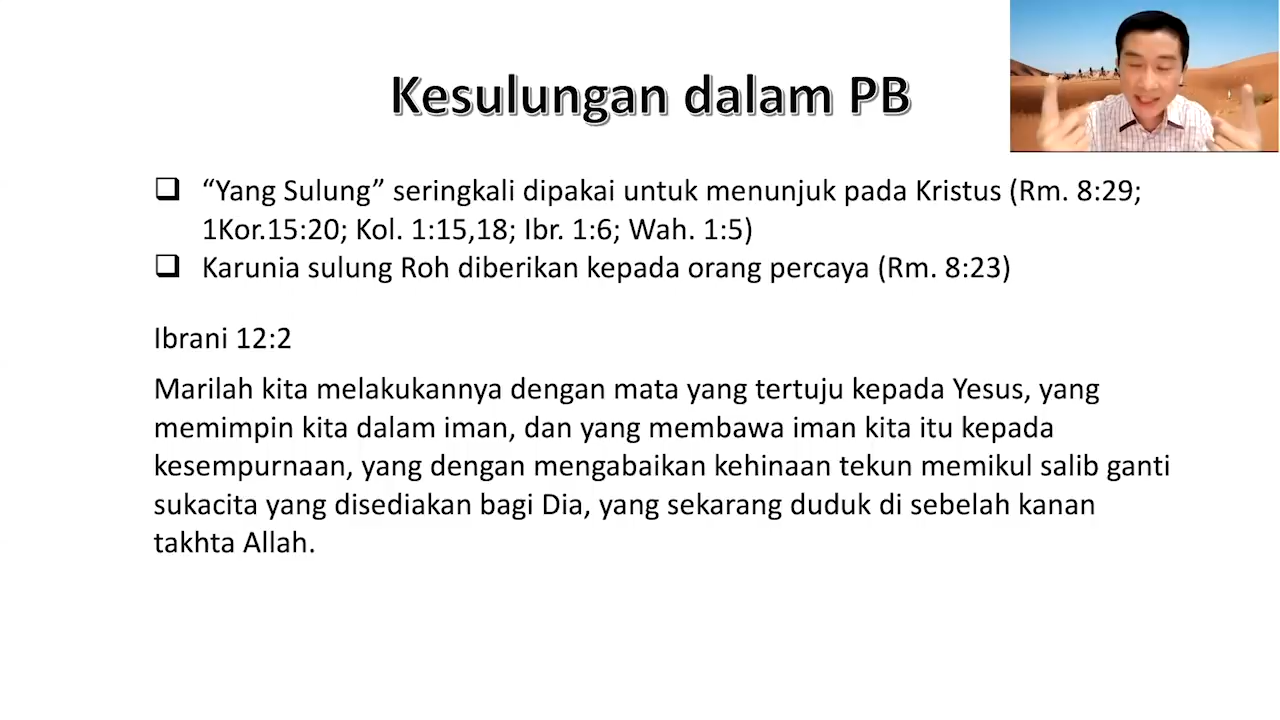 Kesulungan dalam PB
❑ “Yang Sulung” seringkali dipakai untuk menunjuk pada Kristus (Rm. 8:29;
1Kor.15:20; Kol. 1:15,18; Ibr. 1:6; Wah. 1:5)
❑ Karunia sulung Roh diberikan kepada orang percaya (Rm. 8:23)
Ibrani 12:2
Marilah kita melakukannya dengan mata yang tertuju kepada Yesus, yang
memimpin kita dalam iman, dan yang membawa iman kita itu kepada
kesempurnaan, yang dengan mengabaikan kehinaan tekun memikul salib ganti
sukacita yang disediakan bagi Dia, yang sekarang duduk di sebelah kanan
takhta Allah.